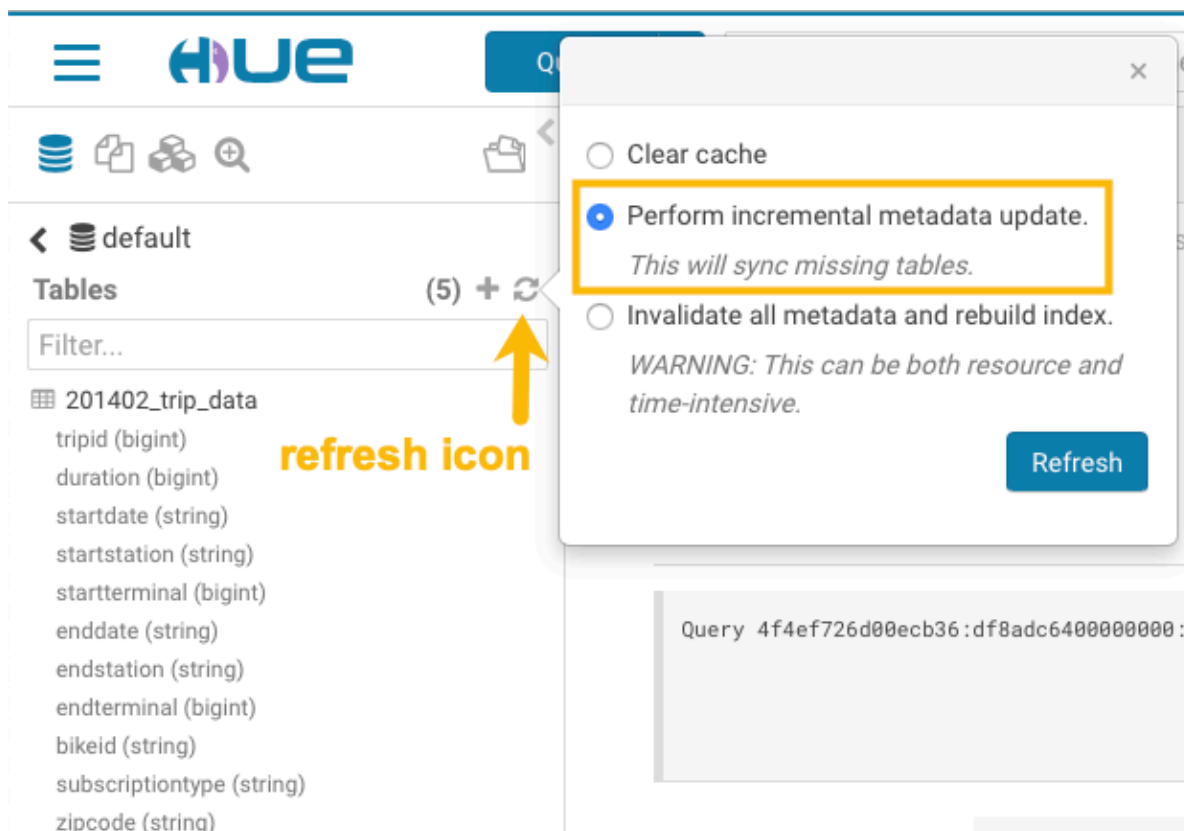 HUE
Clear cache
Perform incremental metadata update.
This will sync missing tables.
Invalidate all metadata and rebuild index.
WARNING: This can be both resource and
time-intensive.
Refresh
default
Tables (5)
Filter...
refresh icon
201402_trip_data
tripid (bigint)
duration (bigint)
startdate (string)
startstation (string)
startterminal (bigint)
enddate (string)
endstation (string)
endterminal (bigint)
bikeid (string)
subscriptiontype (string)
zipcode (string)
Query 4f4ef726d00ecb36:df8adc6400000000: